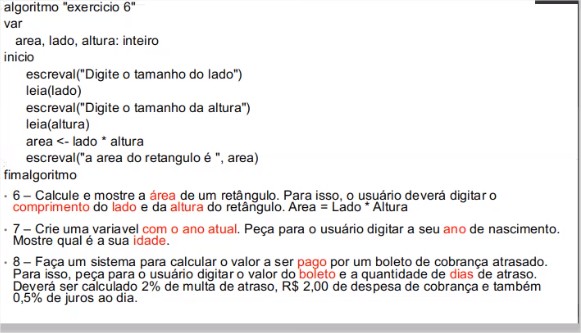 algoritmo "exercicio 6"
var
area, lado, altura: inteiro
inicio
escreval("Digite o tamanho do lado")
leia(lado)
escreval("Digite o tamanho da altura")
leia(altura)
area <- lado * altura
escreval("a area do retangulo é ", area)
fimalgoritmo
• 6 – Calcule e mostre a área de um retângulo. Para isso, o usuário deverá digitar o
comprimento do lado e da altura do retângulo. Área = Lado * Altura
• 7 – Crie uma variavel com o ano atual. Peça para o usuário digitar a seu ano de nascimento.
Mostre qual é a sua idade.
• 8 – Faça um sistema para calcular o valor a ser pago por um boleto de cobrança atrasado.
Para isso, peça para o usuário digitar o valor do boleto e a quantidade de dias de atraso.
Deverá ser calculado 2% de multa de atraso, R$ 2,00 de despesa de cobrança e também
0,5% de juros ao dia.